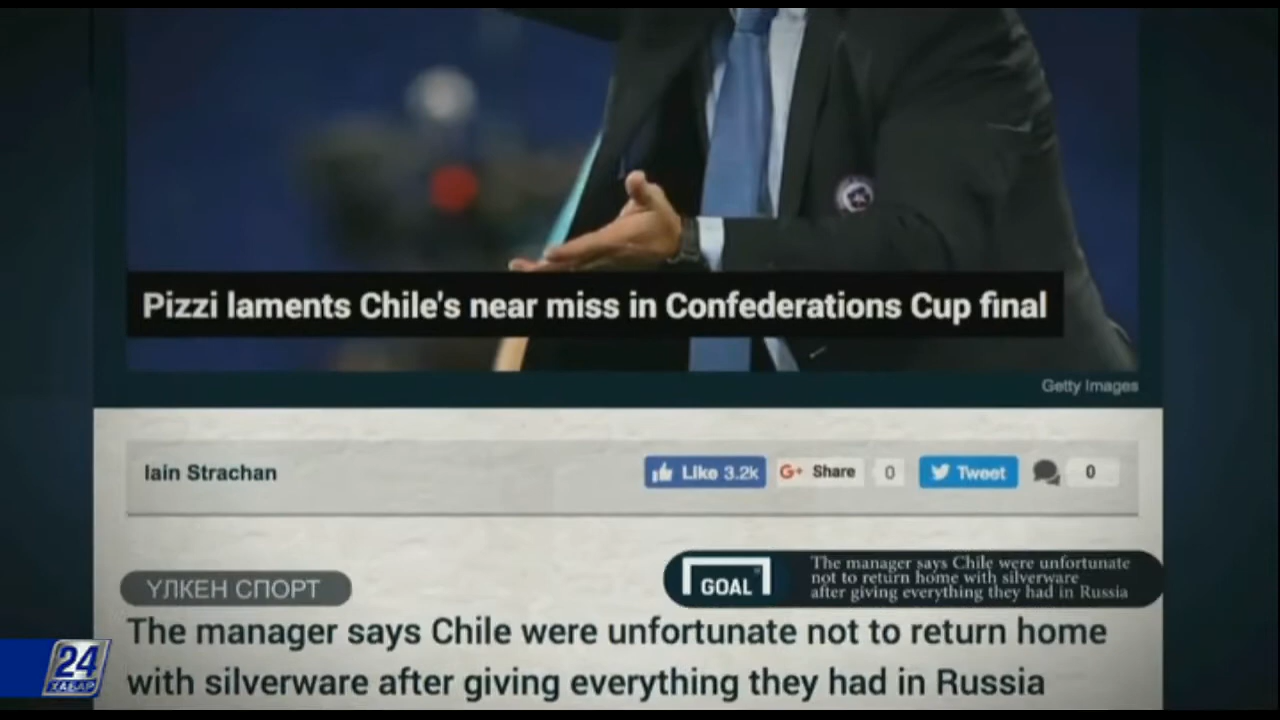 Pizzi laments Chile's near miss in Confederations Cup final
Getty Images
Iain Strachan
Like 3.2k
G+ Share 0
Tweet
0
ҮЛКЕН СПОРТ
GOAL
The manager says Chile were unfortunate
not to return home with silverware
after giving everything they had in Russia
The manager says Chile were unfortunate not to return home
with silverware after giving everything they had in Russia
24
ХАБАР